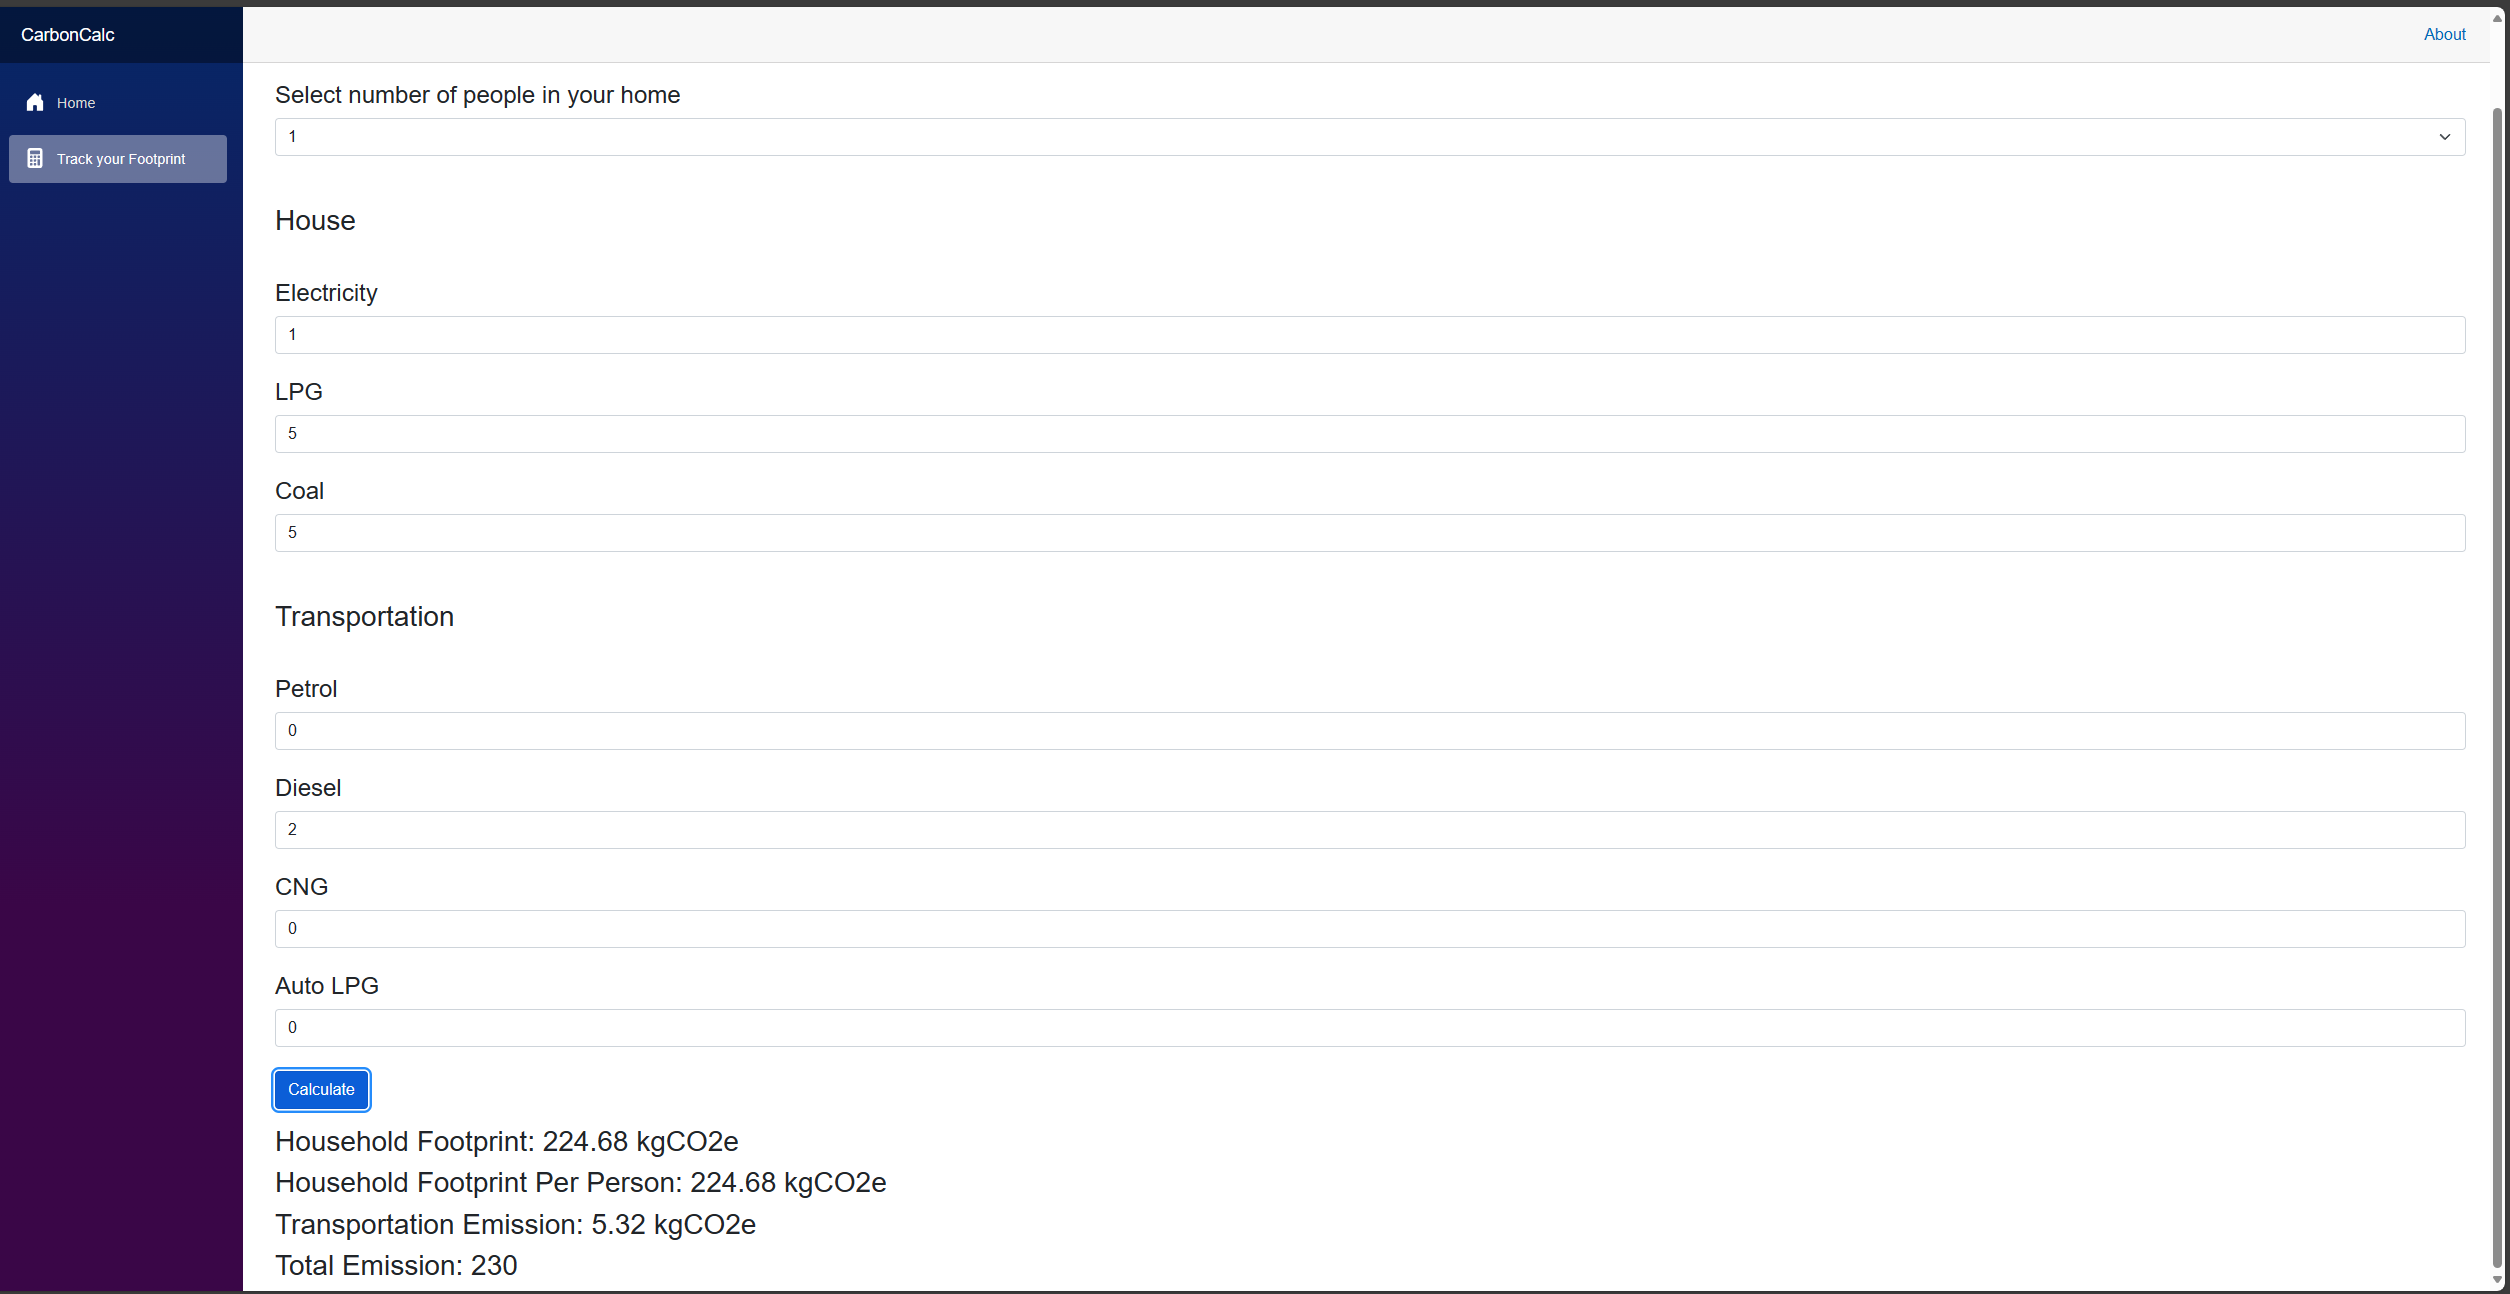 CarbonCalc
About
Home
Track your Footprint
Select number of people in your home
1
House
Electricity
1
LPG
5
Coal
5
Transportation
Petrol
0
Diesel
2
CNG
0
Auto LPG
0
Calculate
Household Footprint: 224.68 kgCO2e
Household Footprint Per Person: 224.68 kgCO2e
Transportation Emission: 5.32 kgCO2e
Total Emission: 230